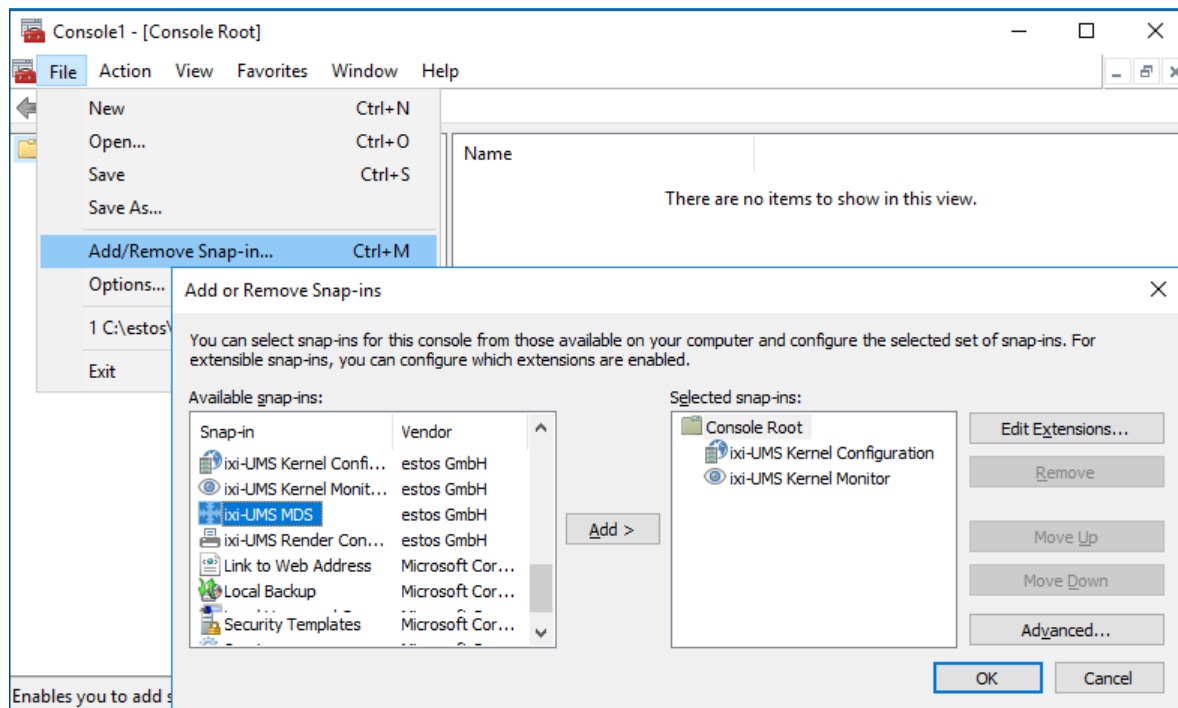 Console1 - [Console Root]
File Action View Favorites Window Help
New Ctrl+N
Open... Ctrl+O
Save Ctrl+S
Save As...
Add/Remove Snap-in... Ctrl+M
Options...
1 C:\estos\
Exit
Name
There are no items to show in this view.
Add or Remove Snap-ins
You can select snap-ins for this console from those available on your computer and configure the selected set of snap-ins. For
extensible snap-ins, you can configure which extensions are enabled.
Available snap-ins:
Snap-in Vendor
ixi-UMS Kernel Confi... estos GmbH
ixi-UMS Kernel Monit... estos GmbH
ixi-UMS MDS estos GmbH
ixi-UMS Render Con... estos GmbH
Link to Web Address Microsoft Cor...
Local Backup Microsoft Cor...
Security Templates Microsoft Cor...
Add >
Selected snap-ins:
Console Root
ixi-UMS Kernel Configuration
ixi-UMS Kernel Monitor
Edit Extensions...
Remove
Move Up
Move Down
Advanced...
OK Cancel
Enables you to add